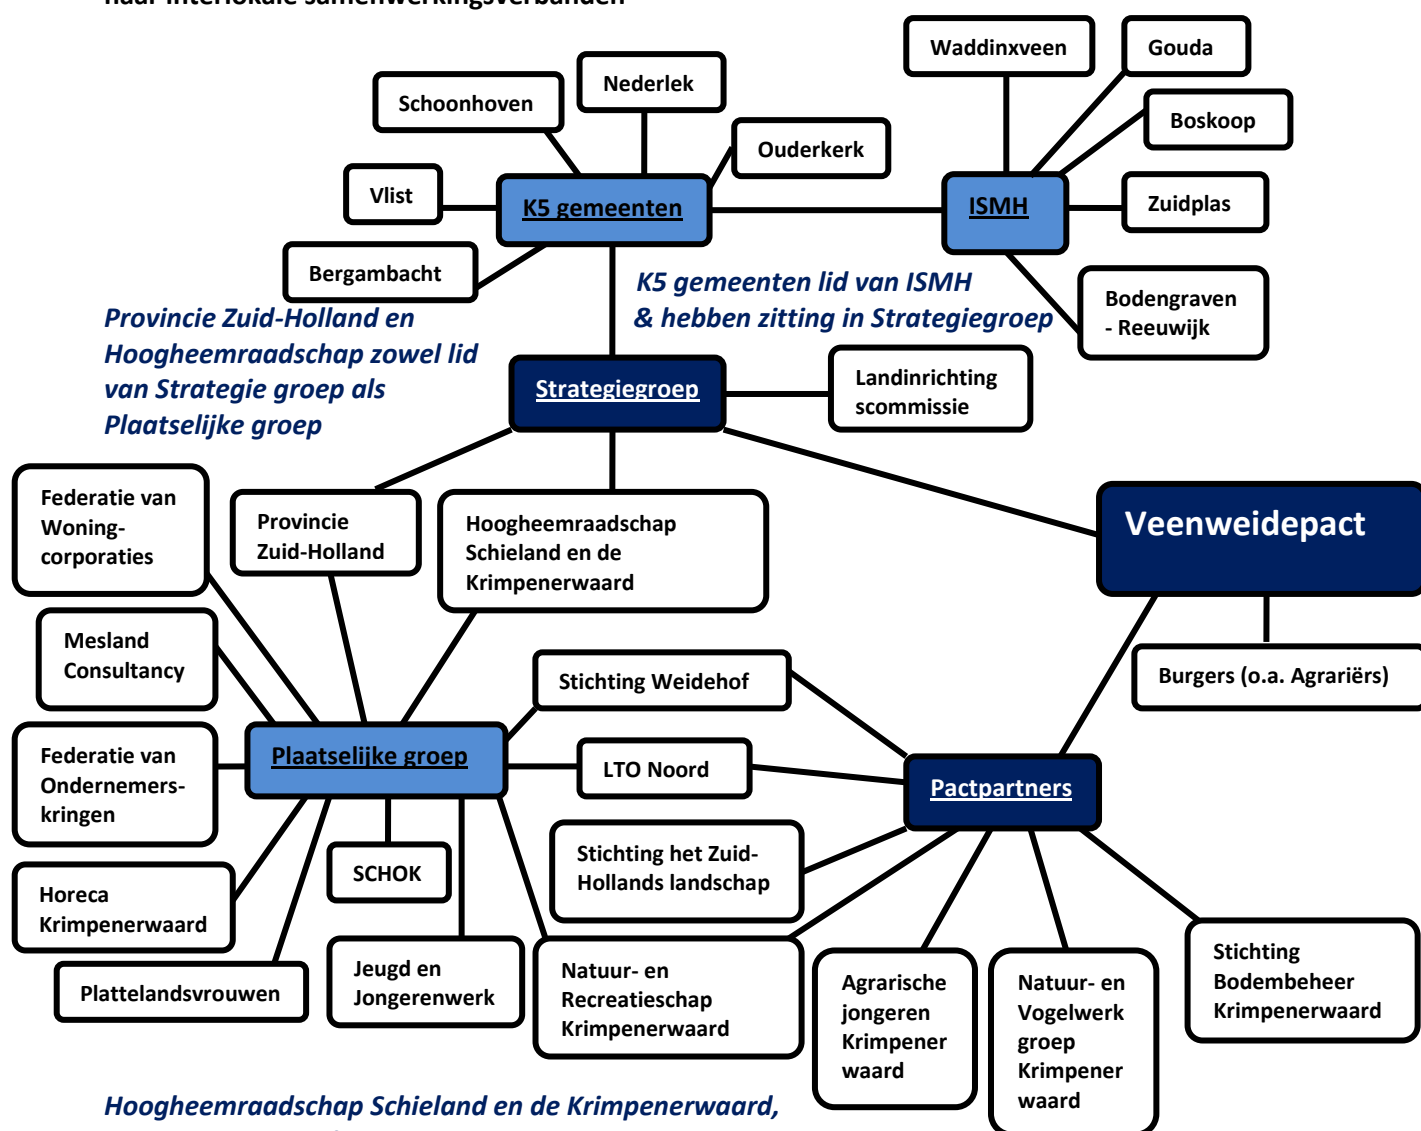 naar interlokale samenwerkingsverbanden
Waddinxveen
Gouda
Nederlek
Schoonhoven
Boskoop
Ouderkerk
Vlist
K5 gemeenten
ISMH
Zuidplas
Bergambacht
K5 gemeenten lid van ISMH
& hebben zitting in Strategiegroep
Bodengraven
- Reeuwijk
Provincie Zuid-Holland en
Hoogheemraadschap zowel lid
van Strategie groep als
Plaatselijke groep
Strategiegroep
Landinrichting
scommissie
Federatie van
Woning-
corporaties
Provincie
Zuid-Holland
Hoogheemraadschap
Schieland en de
Krimpenerwaard
Veenweidepact
Mesland
Consultancy
Stichting Weidehof
Burgers (o.a. Agrariërs)
Federatie van
Ondernemers-
kringen
Plaatselijke groep
LTO Noord
Pactpartners
SCHOK
Stichting het Zuid-
Hollands landschap
Horeca
Krimpenerwaard
Plattelandsvrouwen
Jeugd en
Jongerenwerk
Natuur- en
Recreatieschap
Krimpenerwaard
Agrarische
jongeren
Krimpener
waard
Natuur- en
Vogelwerk
groep
Krimpener
waard
Stichting
Bodembeheer
Krimpenerwaard
Hoogheemraadschap Schieland en de Krimpenerwaard,